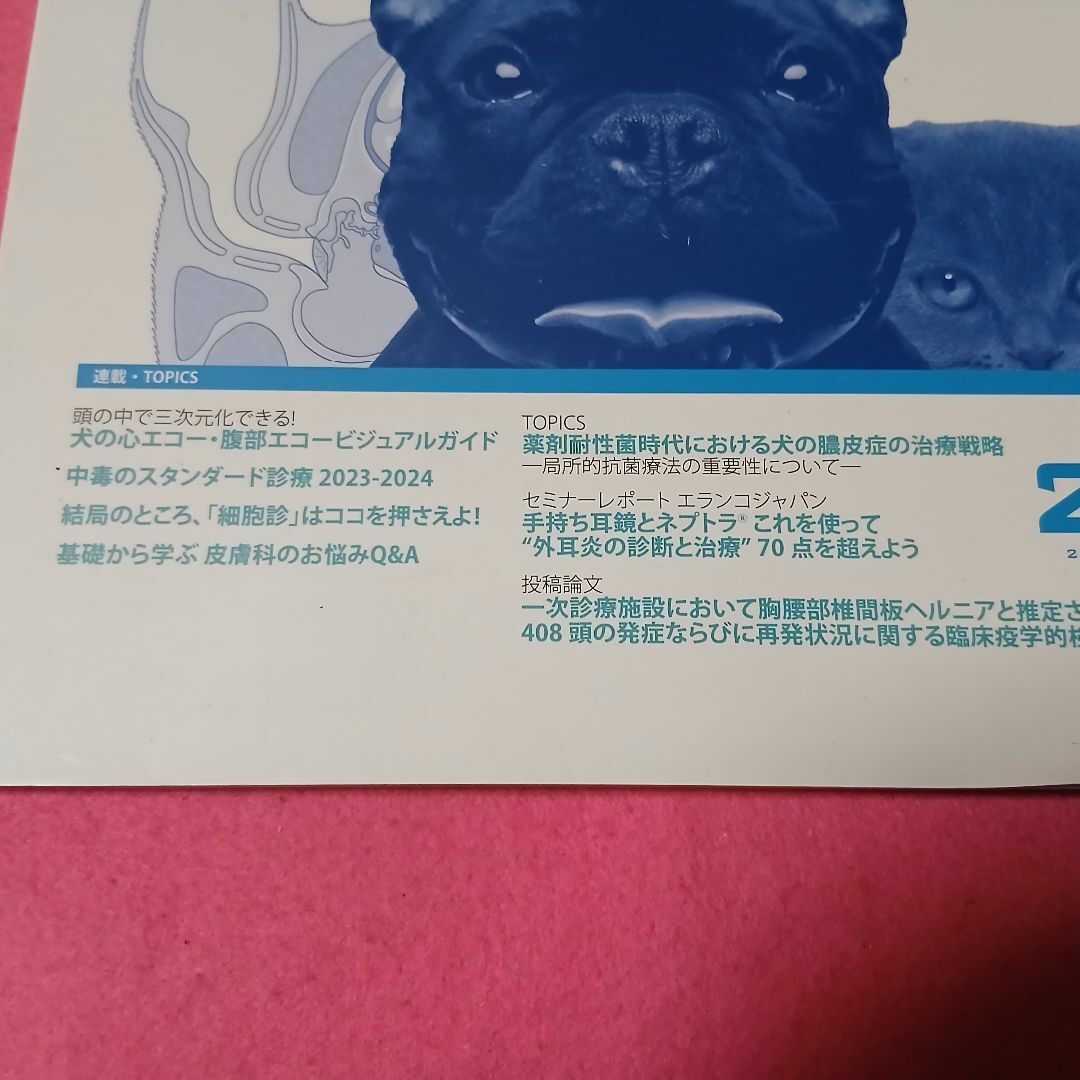 連載・TOPICS
頭の中で三次元化できる!
犬の心エコー・腹部エコービジュアルガイド
中毒のスタンダード診療 2023-2024
結局のところ、「細胞診」はココを押さえよ!
基礎から学ぶ 皮膚科のお悩みQ&A
TOPICS
薬剤耐性菌時代における犬の膿皮症の治療戦略
―局所的抗菌療法の重要性について―
セミナーレポート エランコジャパン
手持ち耳鏡とネプトラ® これを使って
“外耳炎の診断と治療” 70 点を超えよう
投稿論文
一次診療施設において胸腰部椎間板ヘルニアと推定さ
408 頭の発症ならびに再発状況に関する臨床疫学的
2
2